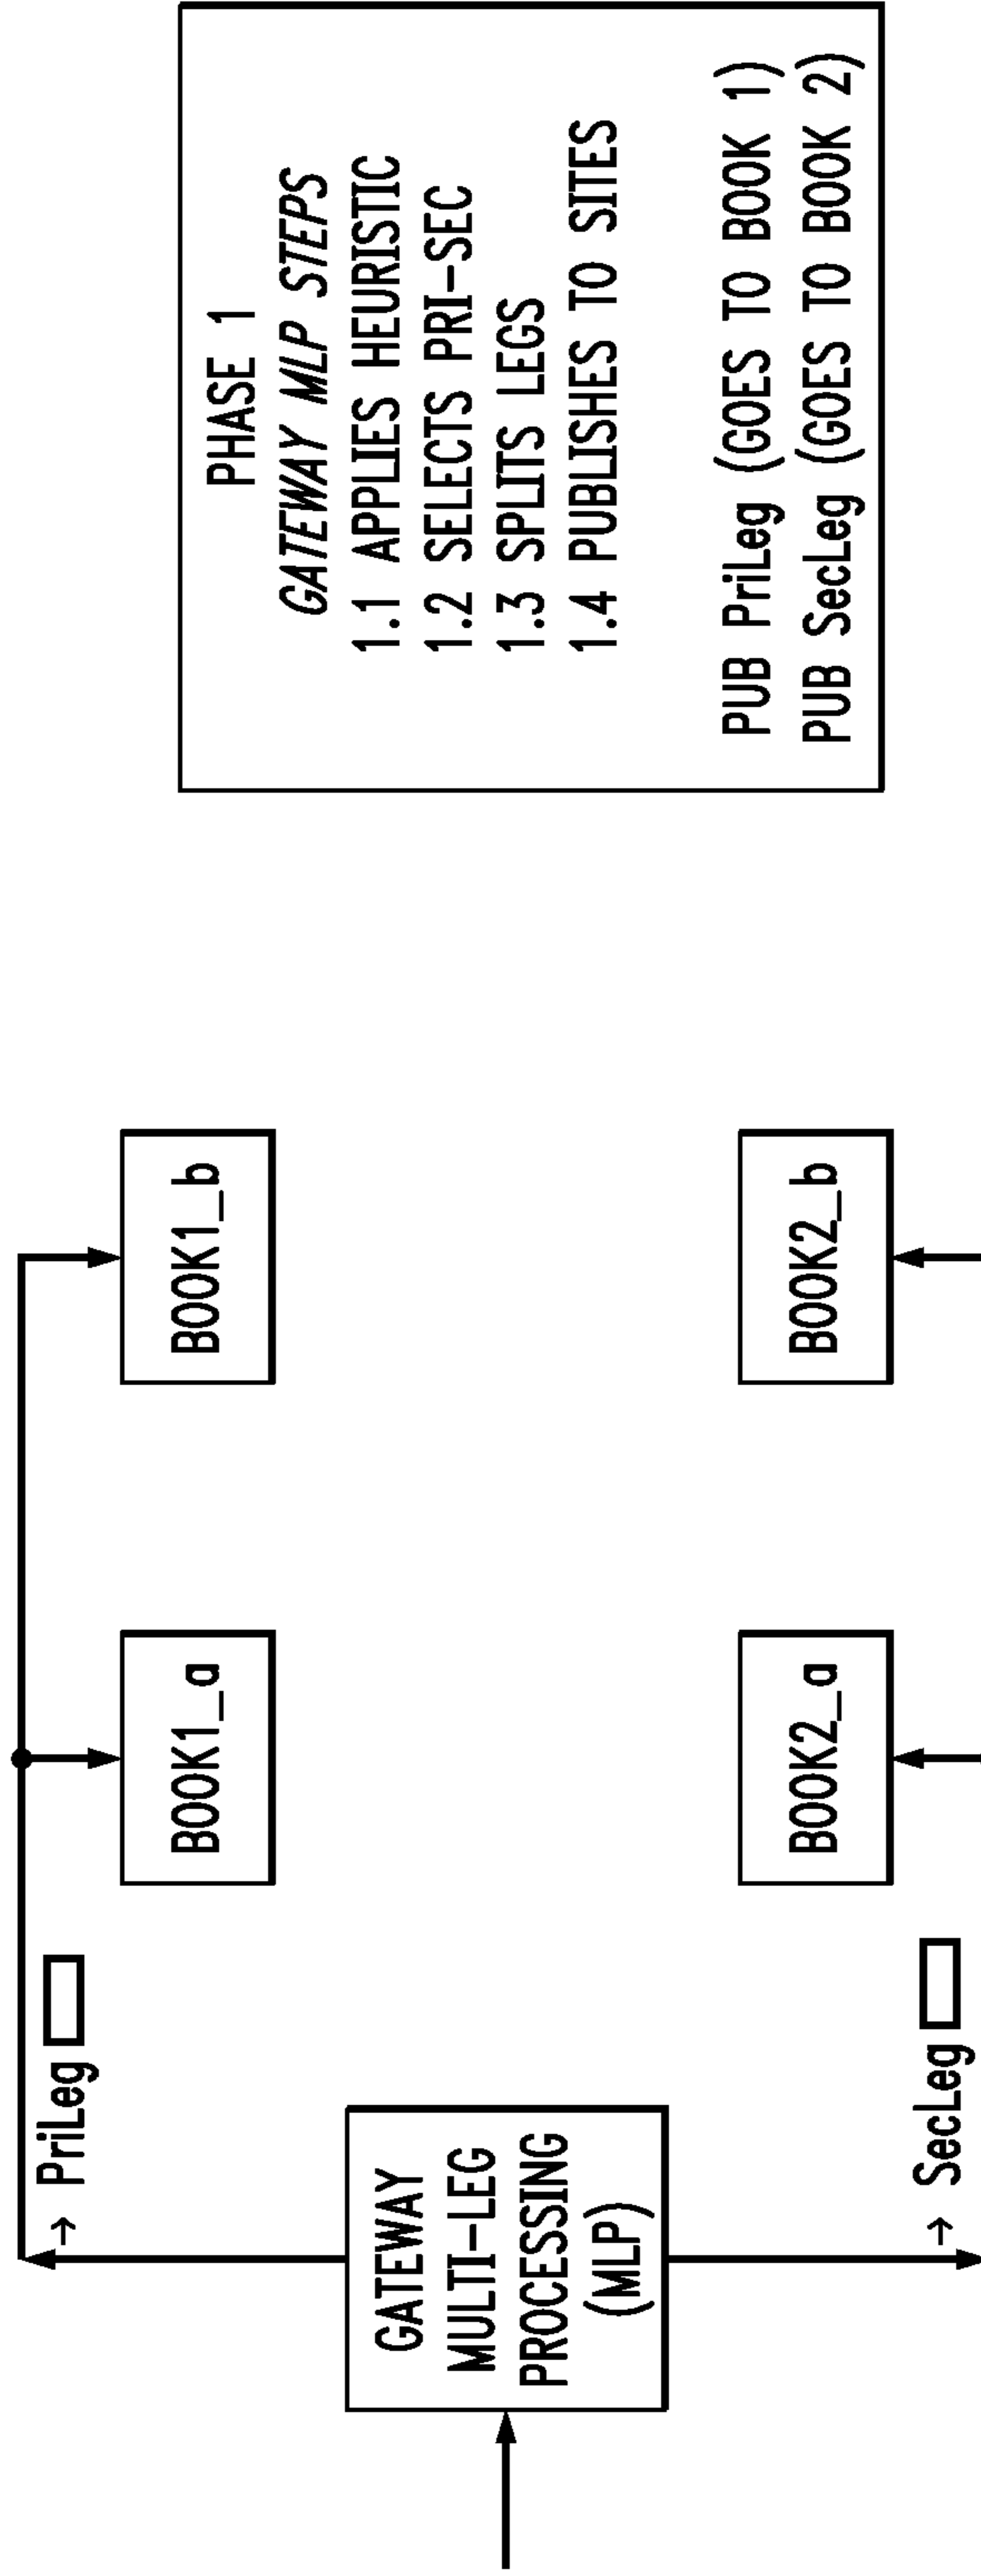 → PriLeg
BOOK1_a
BOOK1_b
GATEWAY
MULTI-LEG
PROCESSING
(MLP)
BOOK2_a
BOOK2_b
→ SecLeg
PHASE 1
GATEWAY MLP STEPS
1.1 APPLIES HEURISTIC
1.2 SELECTS PRI-SEC
1.3 SPLITS LEGS
1.4 PUBLISHES TO SITES
PUB PriLeg (GOES TO BOOK 1)
PUB SecLeg (GOES TO BOOK 2)